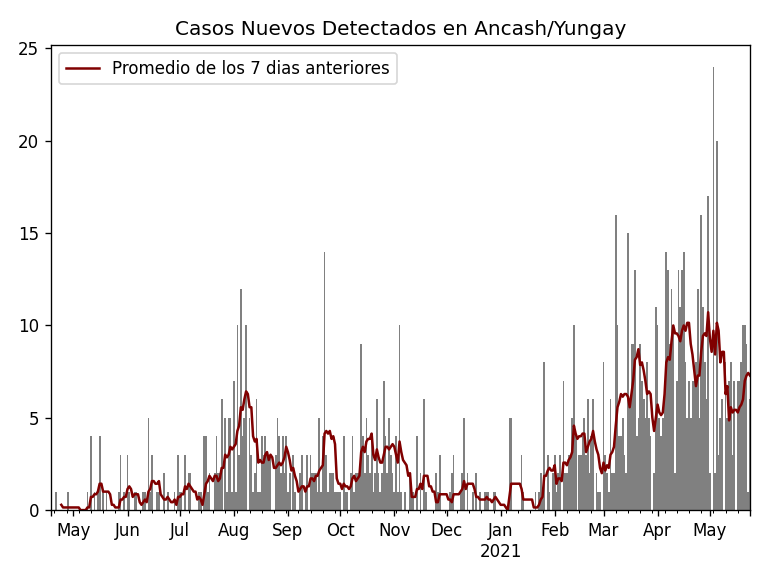 Casos Nuevos Detectados en Ancash/Yungay
Promedio de los 7 dias anteriores
25
20
15
10
5
0
May Jun Jul Aug Sep Oct Nov Dec Jan Feb Mar Apr May
2021